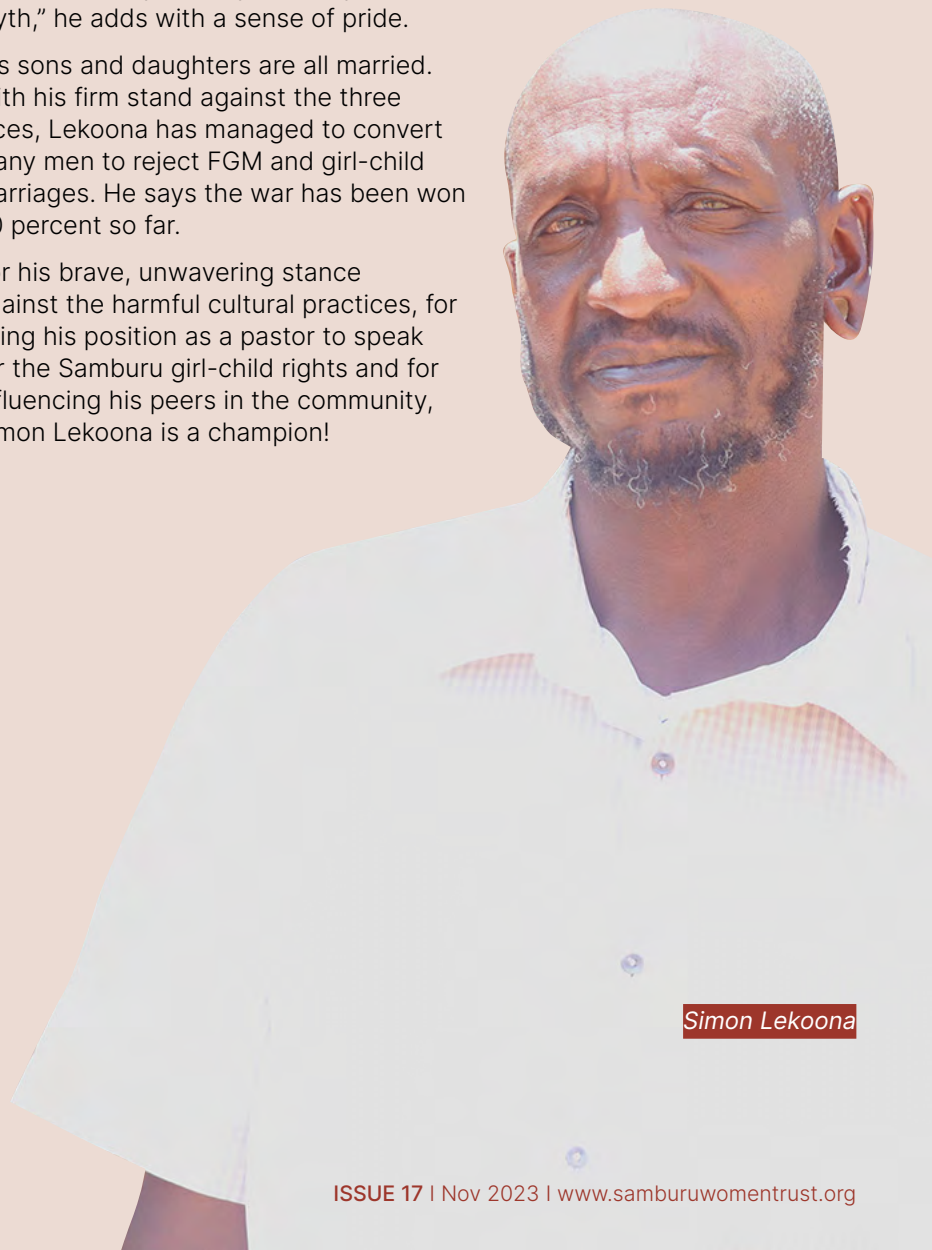 yth,” he adds with a sense of pride.
s sons and daughters are all married.
ith his firm stand against the three
ces, Lekoona has managed to convert
any men to reject FGM and girl-child
arriages. He says the war has been won
0 percent so far.
or his brave, unwavering stance
ainst the harmful cultural practices, for
ing his position as a pastor to speak
r the Samburu girl-child rights and for
fluencing his peers in the community,
mon Lekoona is a champion!
Simon Lekoona
ISSUE 17 I Nov 2023 I www.samburuwomentrust.org